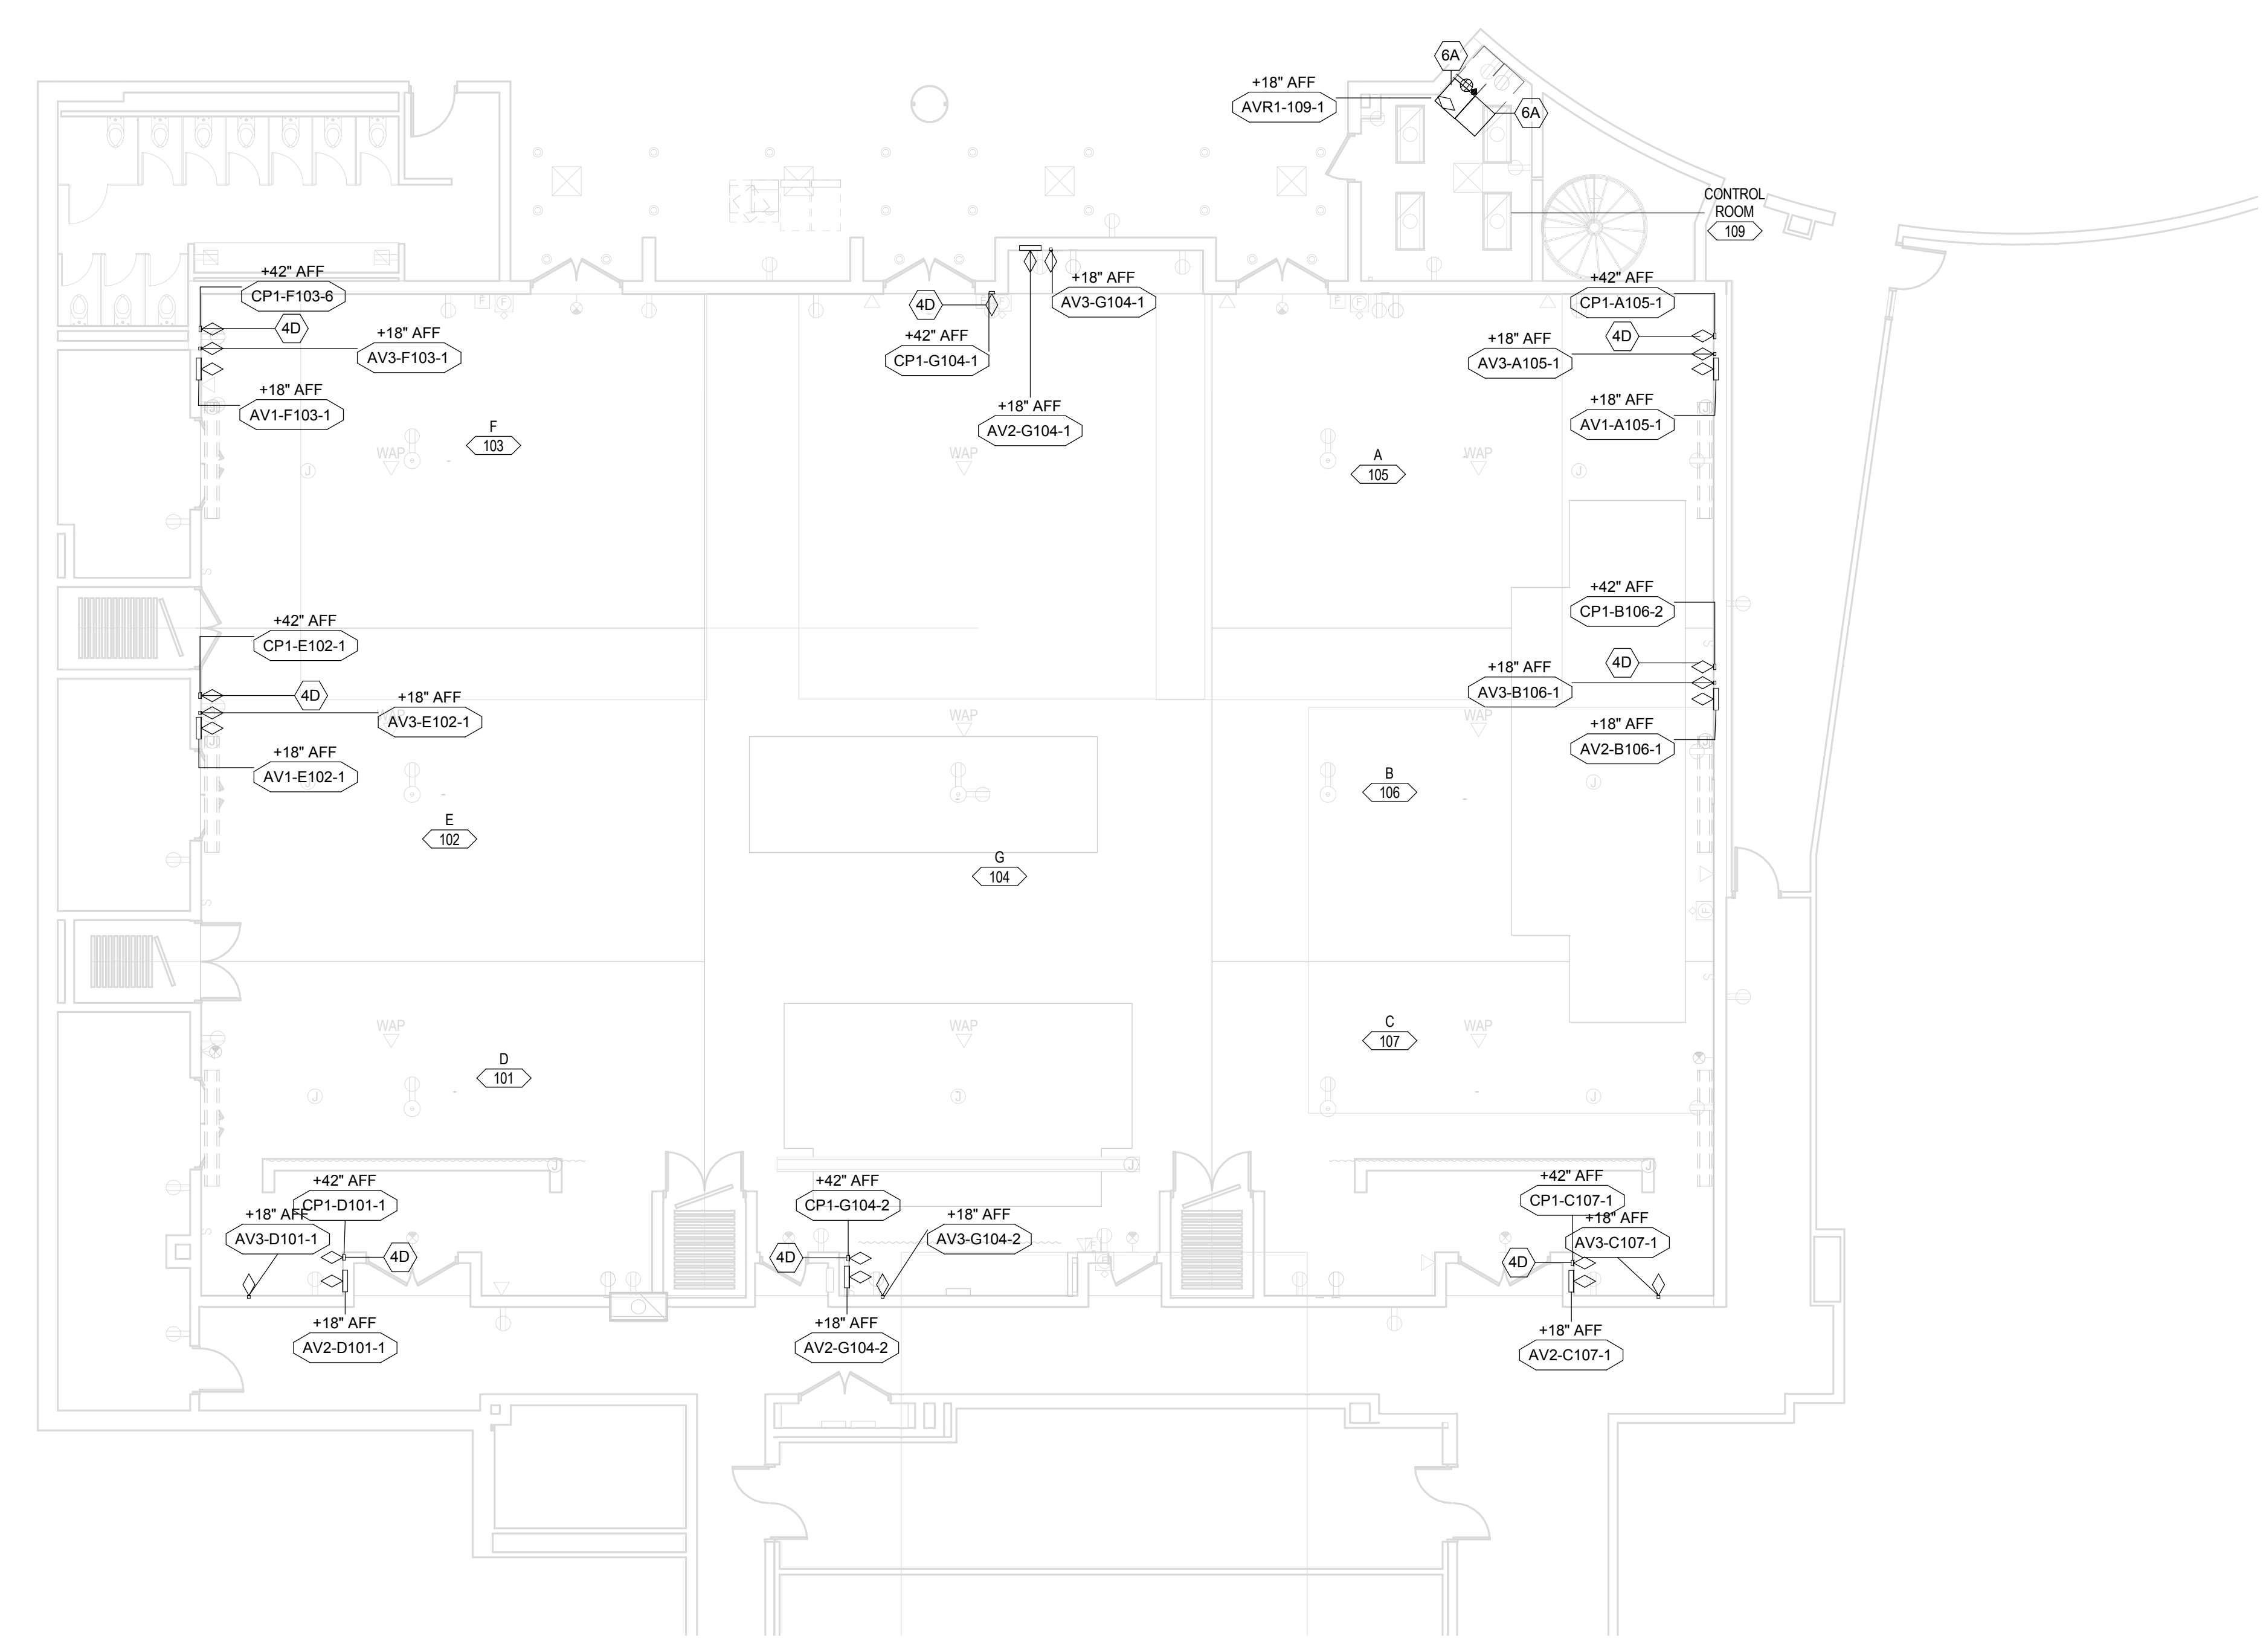 6A
+18" AFF
AVR1-109-1
6A
CONTROL
ROOM
109
+42" AFF
CP1-F103-6
4D
+18" AFF
AV3-F103-1
+18" AFF
AV1-F103-1
F
103
F
F
4D
+42" AFF
CP1-G104-1
F
+18" AFF
AV3-G104-1
+18" AFF
AV2-G104-1
F
F
+42" AFF
CP1-A105-1
4D
+18" AFF
AV3-A105-1
+18" AFF
AV1-A105-1
J
J
WAP
J
WAP
A
105
WAP
J
S
+42" AFF
CP1-E102-1
4D
+18" AFF
AV3-E102-1
WAP
+18" AFF
AV1-E102-1
J
J
E
102
WAP
G
104
+42" AFF
CP1-B106-2
S
4D
+18" AFF
AV3-B106-1
WAP
+18" AFF
AV2-B106-1
J
J
B
106
F
S
S
WAP
D
101
J
WAP
J
C
107
WAP
J
J
J
J
+42" AFF
CP1-D101-1
+18" AFF
AV3-D101-1
4D
S
+18" AFF
AV2-D101-1
+42" AFF
CP1-G104-2
+18" AFF
AV3-G104-2
4D
F
+18" AFF
AV2-G104-2
+42" AFF
CP1-C107-1
+18" AFF
AV3-C107-1
4D
+18" AFF
AV2-C107-1